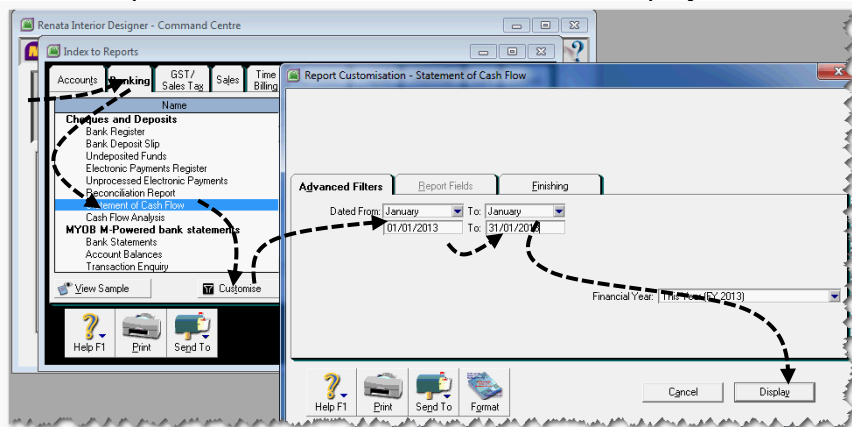 Renata Interior Designer - Command Centre
Index to Reports
Accounts
Banking
GST/
Sales Tax
Sales
Time
Billing
Name
Cheques and Deposits
Bank Register
Bank Deposit Slip
Undeposited Funds
Electronic Payments Register
Unprocessed Electronic Payments
Reconciliation Report
Statement of Cash Flow
Cash Flow Analysis
MYOB M-Powered bank statements
Bank Statements
Account Balances
Transaction Enquiry
View Sample
Customise
Help F1
Print
Send To
Report Customisation - Statement of Cash Flow
Advanced Filters
Report Fields
Finishing
Dated From: January To: January
01/01/2013 To: 31/01/2013
Financial Year: This Year (FY 2013)
Help F1
Print
Send To
Format
Cancel
Display